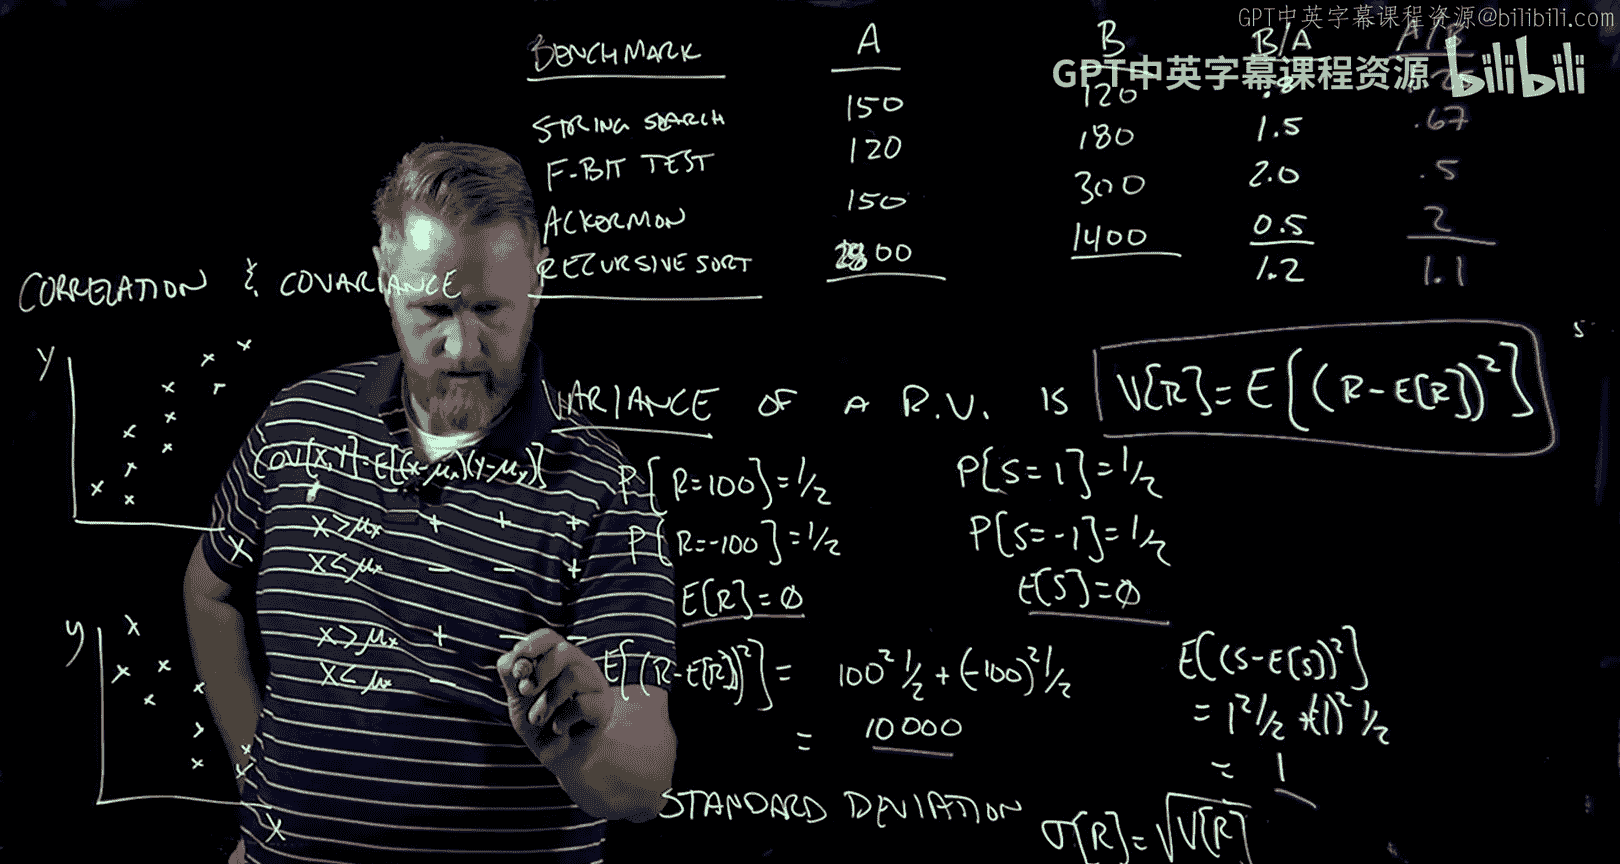 GPT中英字幕课程资源@bilibili.com
GPT中英字幕课程资源 bilibili
BENCHMARK A B B/A A/B
STRING SEARCH 150 120
F-BIT TEST 120 180 1.5 .67
ACKERMON 150 300 2.0 .5
RECURSIVE SORT 00 1400 0.5 2
1.2 1.1
CORRELATION & COVARIANCE
Y
X
VARIANCE OF A R.V. IS V[R]=E[(R-E[R])²]
S
COV[X,Y]=E[(X-μx)(Y-μy)]
X>μx + + +
X<μx - - +
X>μx + - -
X<μx -
P[R=100]=1/2
P[R=-100]=1/2
E[R]=0
P[S=1]=1/2
P[S=-1]=1/2
E[S]=0
E[(R-E[R])²]= 100² 1/2 + (-100)² 1/2
= 10000
E[(S-E[S])²]
= 1² 1/2 +(-1)² 1/2
= 1
y
X
STANDARD DEVIATION σ[R]=√V[R]